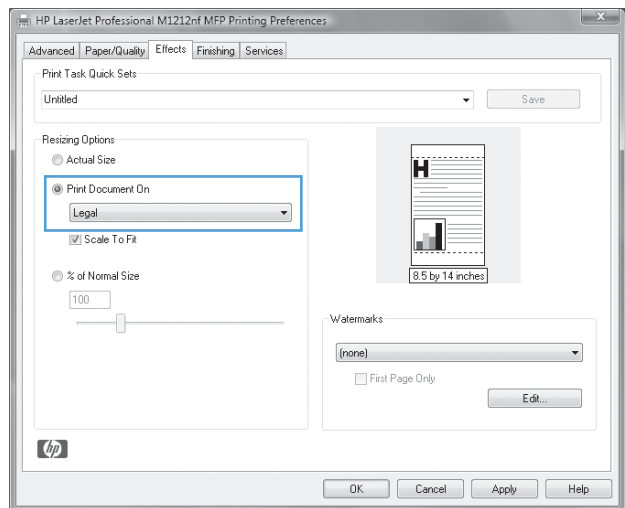 HP LaserJet Professional M1212nf MFP Printing Preferences
Advanced Paper/Quality Effects Finishing Services
Print Task Quick Sets
Untitled Save
Resizing Options
Actual Size
Print Document On
Legal
Scale To Fit
% of Normal Size
100
H
8.5 by 14 inches
Watermarks
(none)
First Page Only
Edit...
hp
OK Cancel Apply Help